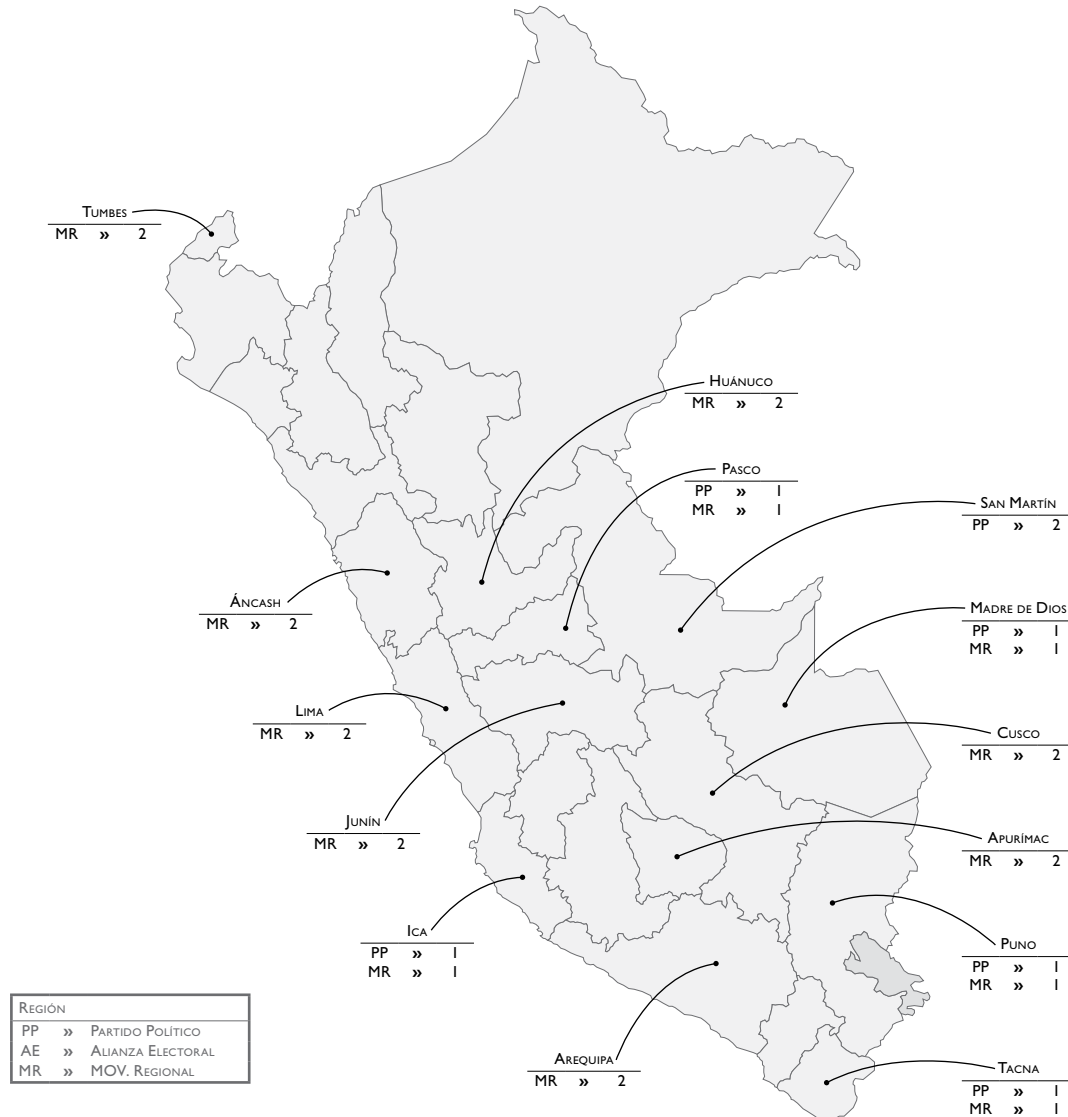 Tumbes
MR » 2
Huánuco
MR » 2
Pasco
PP » 1
MR » 1
San Martín
PP » 2
Áncash
MR » 2
Madre de Dios
PP » 1
MR » 1
Lima
MR » 2
Cusco
MR » 2
Junín
MR » 2
Apurímac
MR » 2
Ica
PP » 1
MR » 1
Puno
PP » 1
MR » 1
Arequipa
MR » 2
Tacna
PP » 1
MR » 1
Región
PP » Partido Político
AE » Alianza Electoral
MR » MOV. Regional